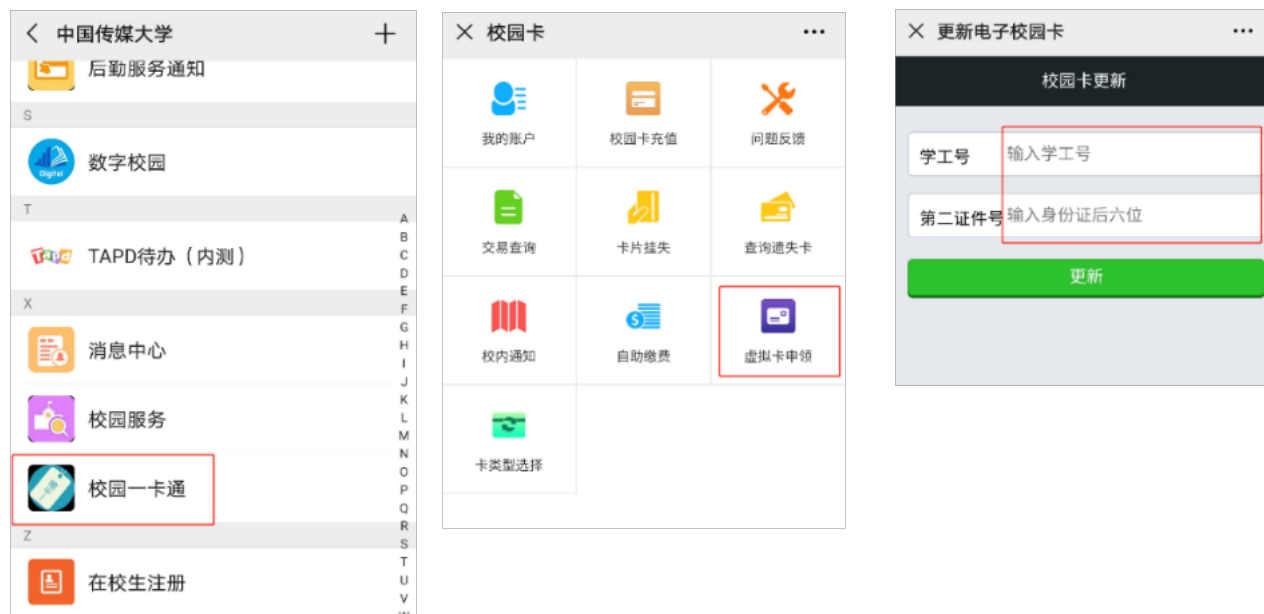 中国传媒大学
后勤服务通知
S
Digital
数字校园
T
Tapd
TAPD待办（内测）
X
消息中心
校园服务
一卡通
校园一卡通
Z
在校生注册
A
B
C
D
E
F
G
H
I
J
K
L
M
N
O
P
Q
R
S
T
U
V
校园卡
我的账户 校园卡充值 问题反馈
交易查询 卡片挂失 查询遗失卡
校内通知 自助缴费 虚拟卡申领
卡类型选择
更新电子校园卡
校园卡更新
学工号 输入学工号
第二证件号 输入身份证后六位
更新